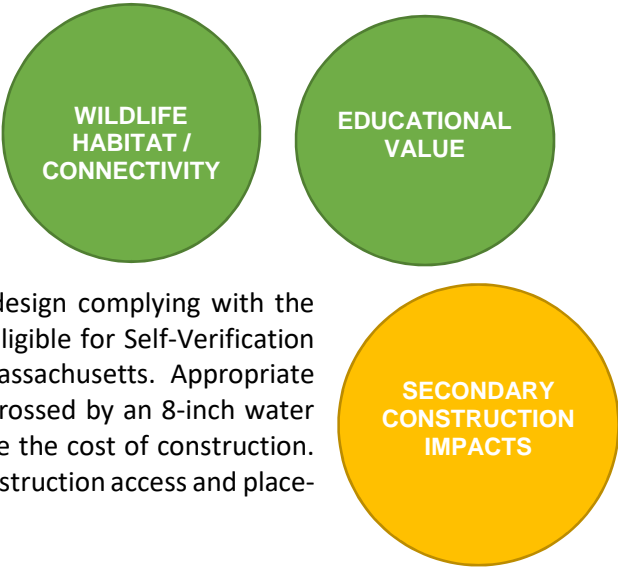 WILDLIFE
HABITAT /
CONNECTIVITY
EDUCATIONAL
VALUE
design complying with the
ligible for Self-Verification
assachusetts. Appropriate
rossed by an 8-inch water
e the cost of construction.
struction access and place-
SECONDARY
CONSTRUCTION
IMPACTS